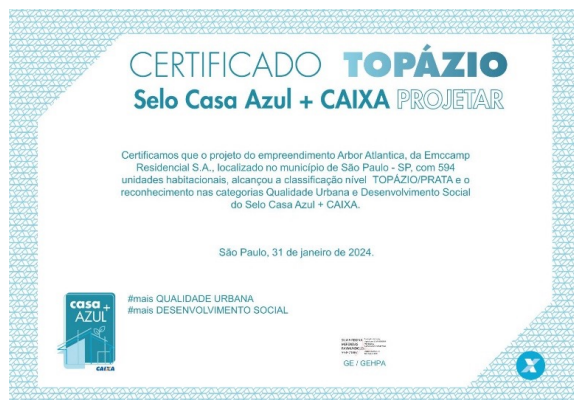 CERTIFICADO TOPÁZIO
Selo Casa Azul + CAIXA PROJETAR
Certificamos que o projeto do empreendimento Arbor Atlantica, da Emccamp
Residencial S.A., localizado no município de São Paulo - SP, com 594
unidades habitacionais, alcançou a classificação nível TOPÁZIO/PRATA e o
reconhecimento nas categorias Qualidade Urbana e Desenvolvimento Social
do Selo Casa Azul + CAIXA.
São Paulo, 31 de janeiro de 2024.
casa +
AZUL
CAIXA
#mais QUALIDADE URBANA
#mais DESENVOLVIMENTO SOCIAL
GE / GEHPA
X